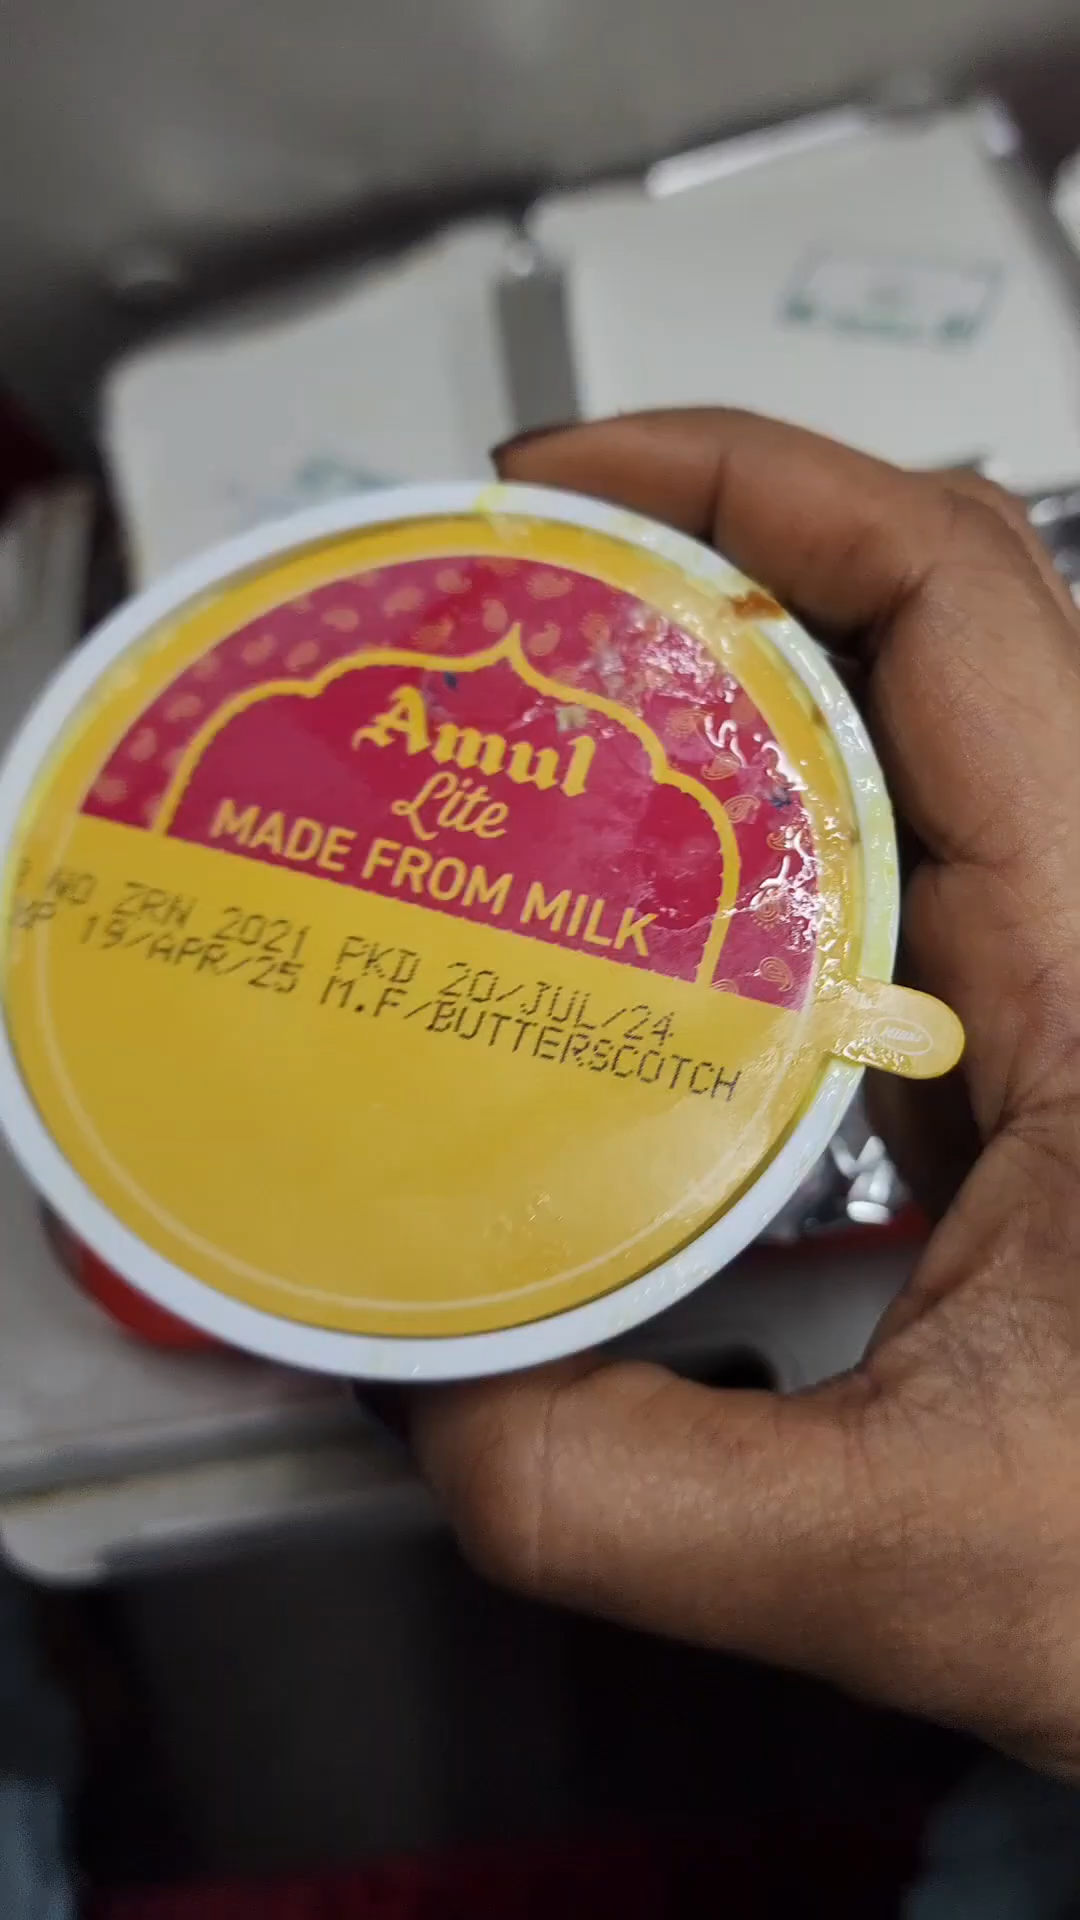 Amul
Lite
MADE FROM MILK
NO ZRN 2021 PKD 20/JUL/24
19/APR/25 M.F/BUTTERSCOTCH